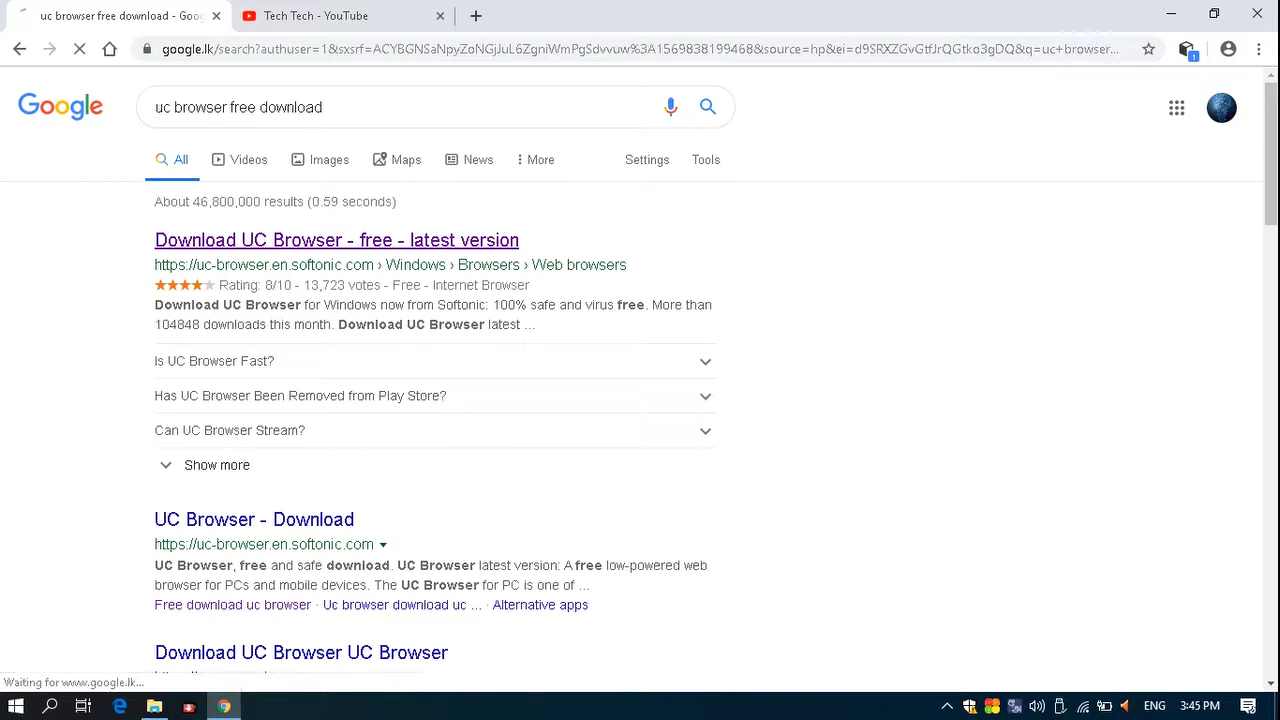 uc browser free download - Goog
Tech Tech - YouTube
google.lk/search?authuser=1&sxsrf=ACYBGNSaNpyZoNGjJuL6ZgniWmPgSdvvuw%3A1569838199468&source=hp&ei=d9SRXZGvGtfJrQGtko3gDQ&q=uc+browser...
1
Google
uc browser free download
All Videos Images Maps News More Settings Tools
About 46,800,000 results (0.59 seconds)
Download UC Browser - free - latest version
https://uc-browser.en.softonic.com › Windows › Browsers › Web browsers
Rating: 8/10 - 13,723 votes - Free - Internet Browser
Download UC Browser for Windows now from Softonic: 100% safe and virus free. More than
104848 downloads this month. Download UC Browser latest ...
Is UC Browser Fast?
Has UC Browser Been Removed from Play Store?
Can UC Browser Stream?
Show more
UC Browser - Download
https://uc-browser.en.softonic.com
UC Browser, free and safe download. UC Browser latest version: A free low-powered web
browser for PCs and mobile devices. The UC Browser for PC is one of ...
Free download uc browser · Uc browser download uc ... · Alternative apps
Download UC Browser UC Browser
Waiting for www.google.lk...
ENG 3:45 PM